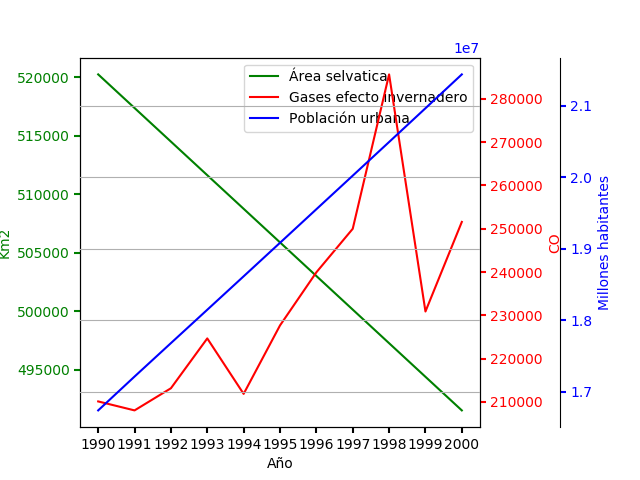 1e7
Área selvatica
Gases efecto invernadero
Población urbana
520000
515000
510000
505000
500000
495000
Km2
280000
270000
260000
250000
240000
230000
220000
210000
CO
2.1
2.0
1.9
1.8
1.7
Millones habitantes
1990 1991 1992 1993 1994 1995 1996 1997 1998 1999 2000
Año